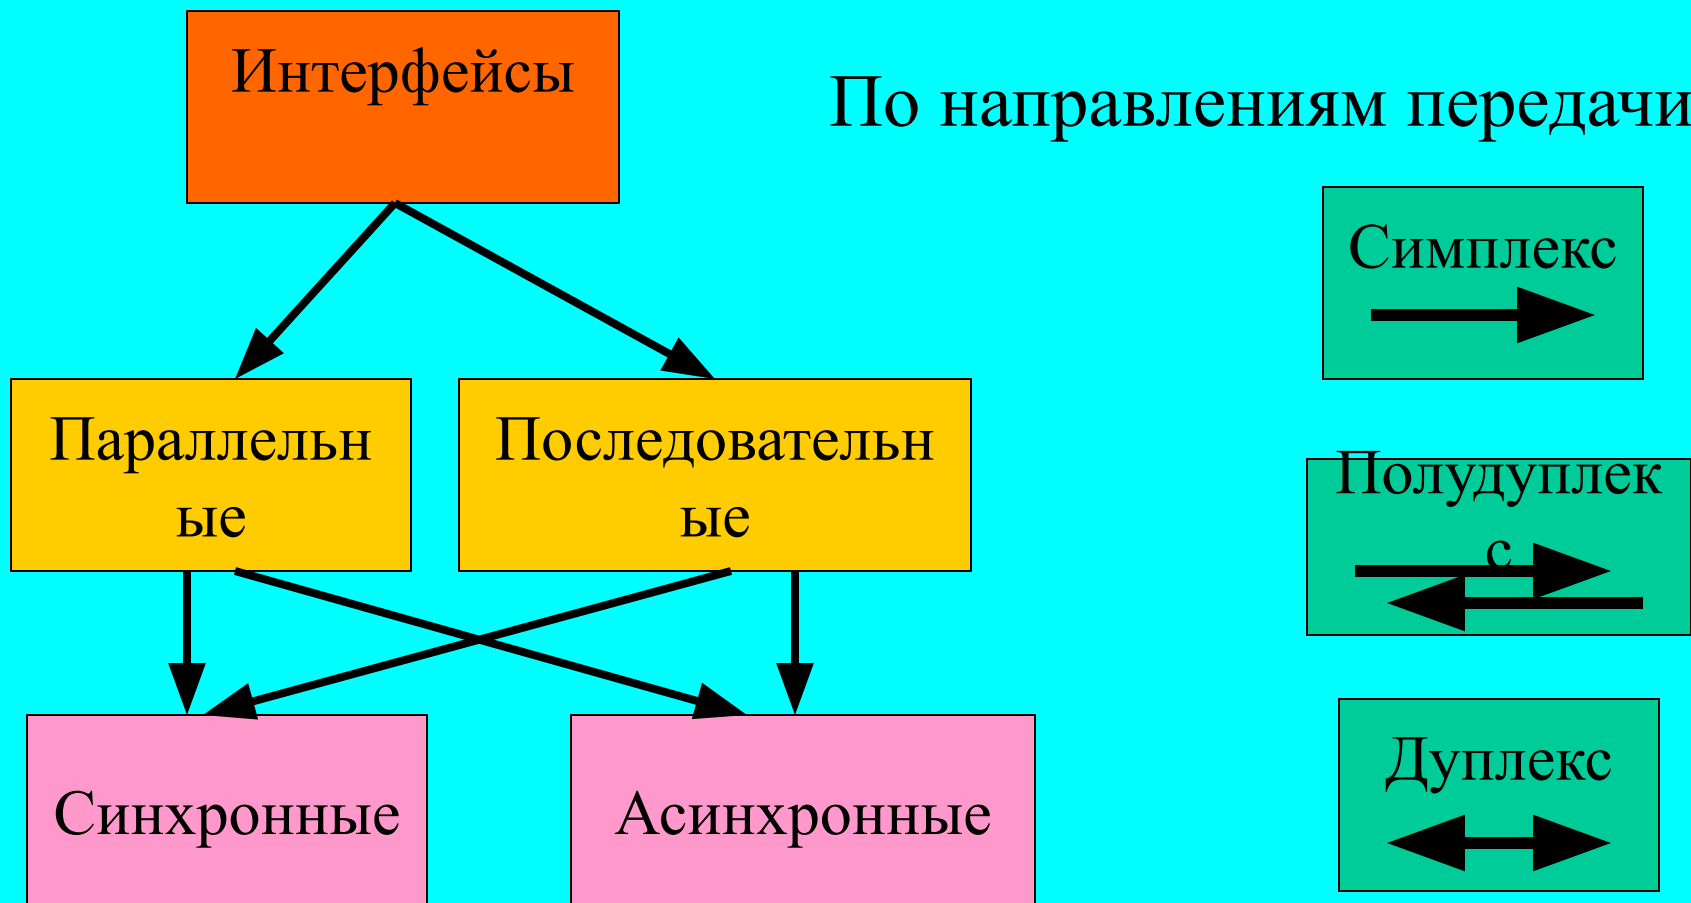 Интерфейсы
По направлениям передачи
Симплекс
Параллельн
ые
Последовательн
ые
Полудуплек
с
Синхронные
Асинхронные
Дуплекс